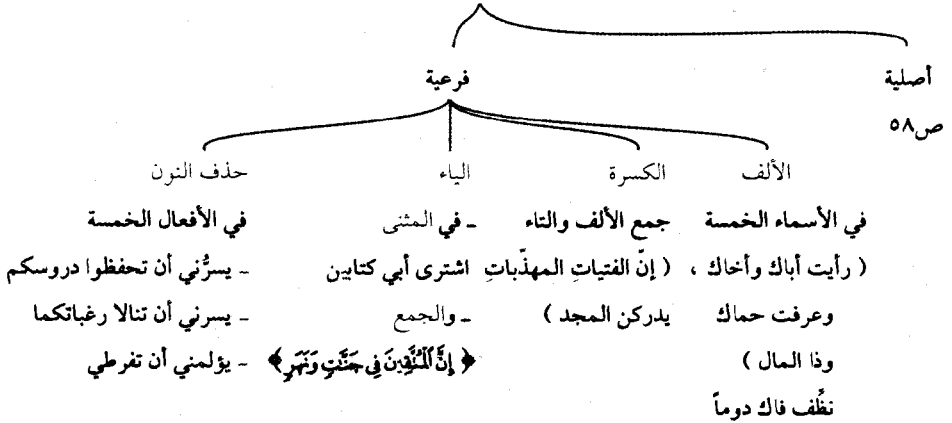 أصلية
ص٥٨
فرعية
الألف
في الأسماء الخمسة
( رأيت أباك وأخاك ،
وعرفت حماك
وذا المال )
نظِّف فاك دوماً
الكسرة
جمع الألف والتاء
( إنّ الفتياتِ المهذّباتِ
يدركن المجد )
الياء
ـ في المثنى
اشترى أبي كتابين
ـ والجمع
﴿ إِنَّ ٱلْمُتَّقِينَ فِى جَنَّتٍ وَنَهَرٍ ﴾
حذف النون
في الأفعال الخمسة
ـ يسرُّني أن تحفظوا دروسكم
ـ يسرني أن تنالا رغباتكما
ـ يؤلمني أن تفرطي